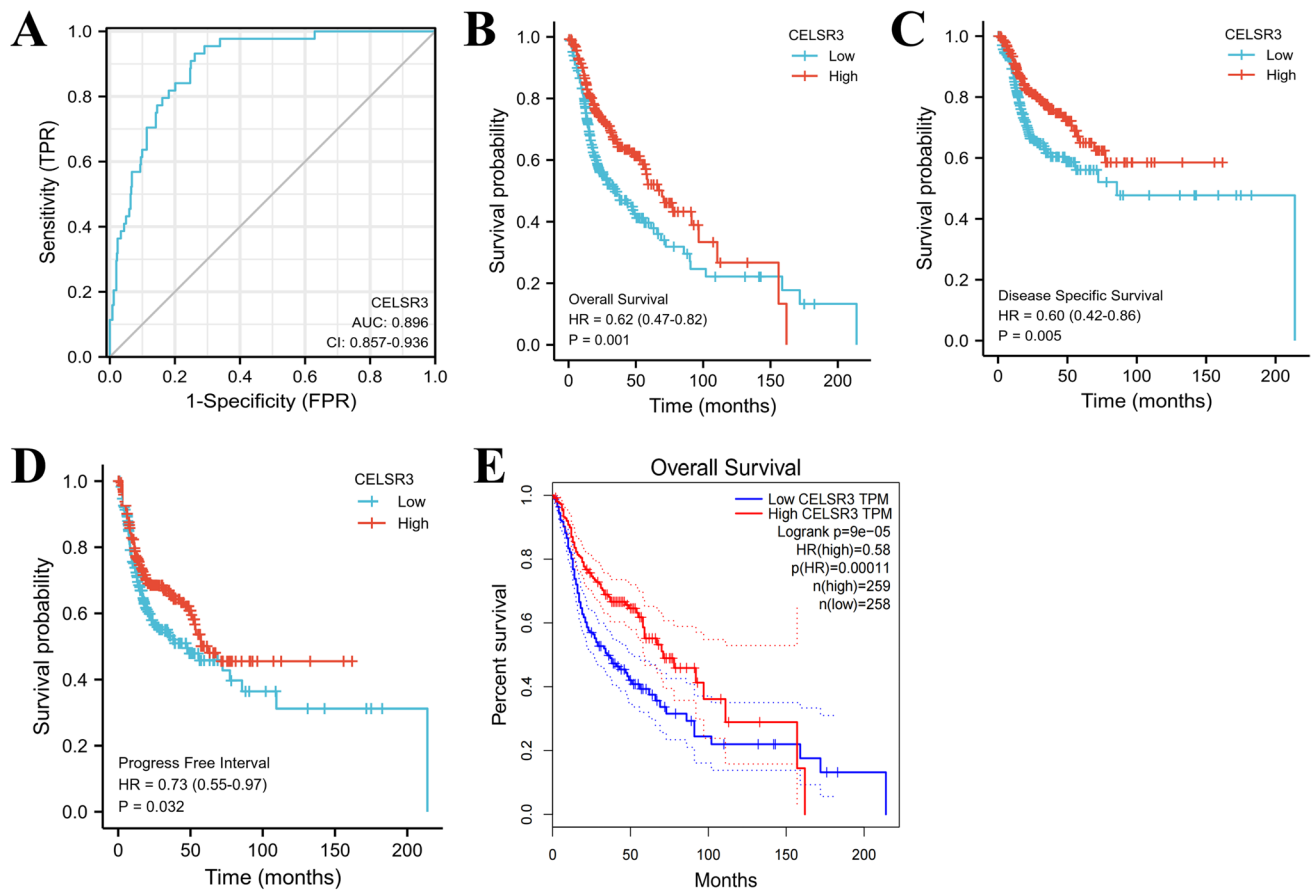 A
1.0
0.8
0.6
0.4
0.2
0.0
Sensitivity (TPR)
CELSR3
AUC: 0.896
CI: 0.857-0.936
0.0 0.2 0.4 0.6 0.8 1.0
1-Specificity (FPR)
B
CELSR3
Low
High
1.0
0.8
0.6
0.4
0.2
0.0
Survival probability
Overall Survival
HR = 0.62 (0.47-0.82)
P = 0.001
0 50 100 150 200
Time (months)
C
CELSR3
Low
High
1.0
0.8
0.6
0.4
0.2
0.0
Survival probability
Disease Specific Survival
HR = 0.60 (0.42-0.86)
P = 0.005
0 50 100 150 200
Time (months)
D
CELSR3
Low
High
1.0
0.8
0.6
0.4
0.2
0.0
Survival probability
Progress Free Interval
HR = 0.73 (0.55-0.97)
P = 0.032
0 50 100 150 200
Time (months)
E
Overall Survival
Low CELSR3 TPM
High CELSR3 TPM
Logrank p=9e−05
HR(high)=0.58
p(HR)=0.00011
n(high)=259
n(low)=258
1.0
0.8
0.6
0.4
0.2
0.0
Percent survival
0 50 100 150 200
Months